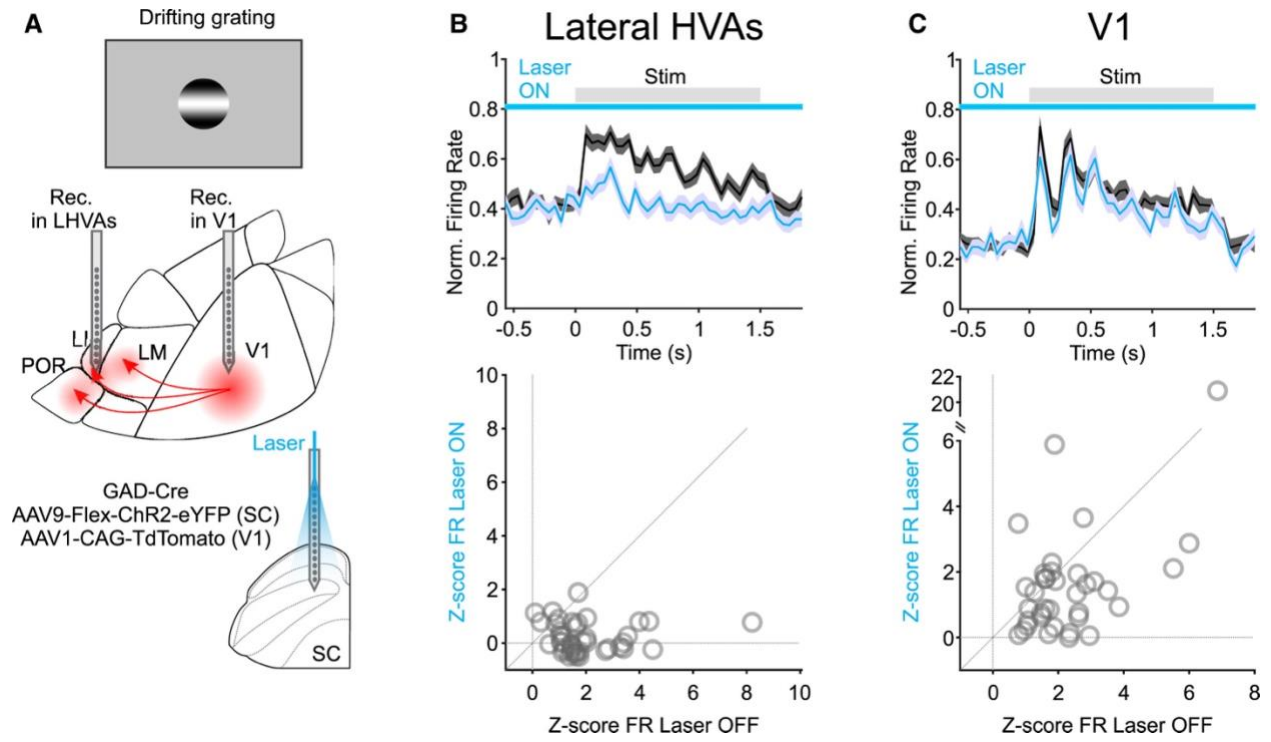 A
Drifting grating
Rec.
in LHVAs
Rec.
in V1
LI
LM
V1
POR
Laser
GAD-Cre
AAV9-Flex-ChR2-eYFP (SC)
AAV1-CAG-TdTomato (V1)
SC
B
Lateral HVAs
Laser
ON
Stim
Norm. Firing Rate
1
0.8
0.6
0.4
0.2
0
-0.5
0
0.5
1
1.5
Time (s)
Z-score FR Laser ON
10
8
6
4
2
0
0
2
4
6
8
10
Z-score FR Laser OFF
C
V1
Laser
ON
Stim
Norm. Firing Rate
1
0.8
0.6
0.4
0.2
0
-0.5
0
0.5
1
1.5
Time (s)
Z-score FR Laser ON
22
20
6
4
2
0
0
2
4
6
8
Z-score FR Laser OFF